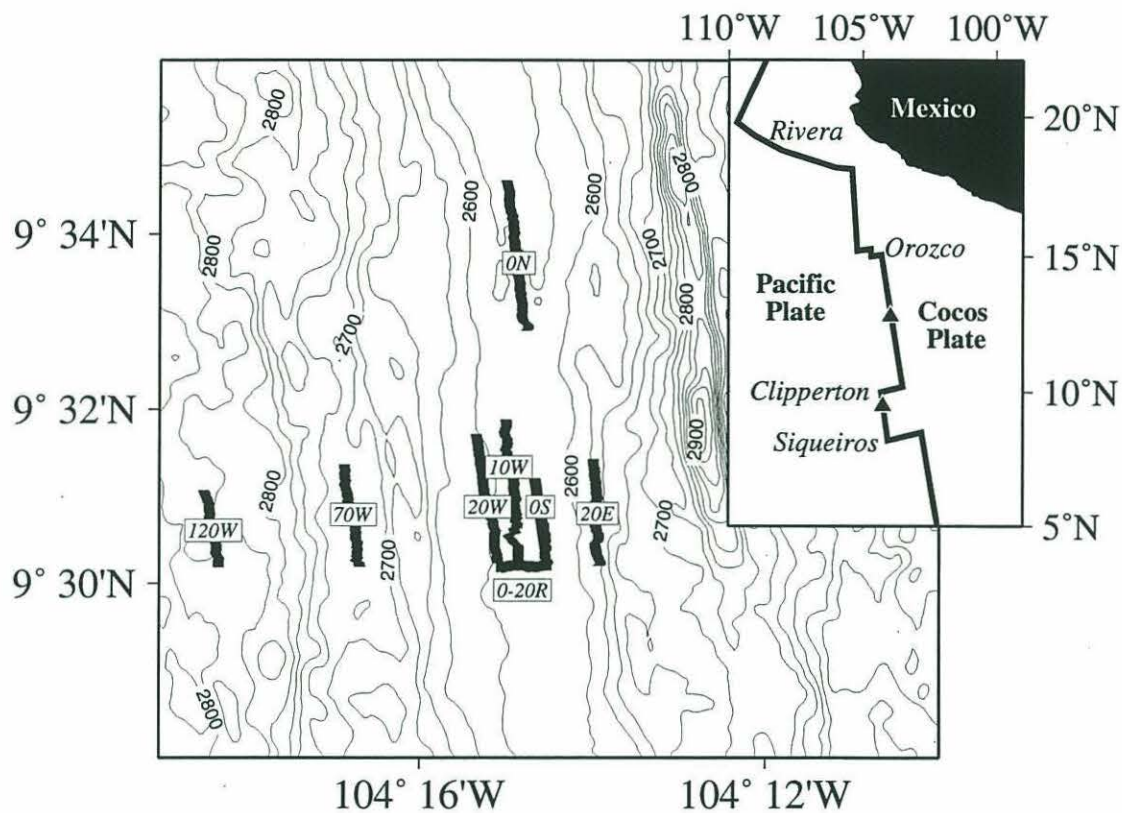 110°W 105°W 100°W
Mexico
20°N
Rivera
Orozco
15°N
Pacific
Plate
Cocos
Plate
Clipperton
10°N
Siqueiros
5°N
9° 34'N
9° 32'N
9° 30'N
104° 16'W
104° 12'W
2800
2800
2600
2600
2800
2700
2800
2700
2900
2800
2600
2700
2700
2800
0N
10W
20W
0S
20E
70W
120W
0-20R